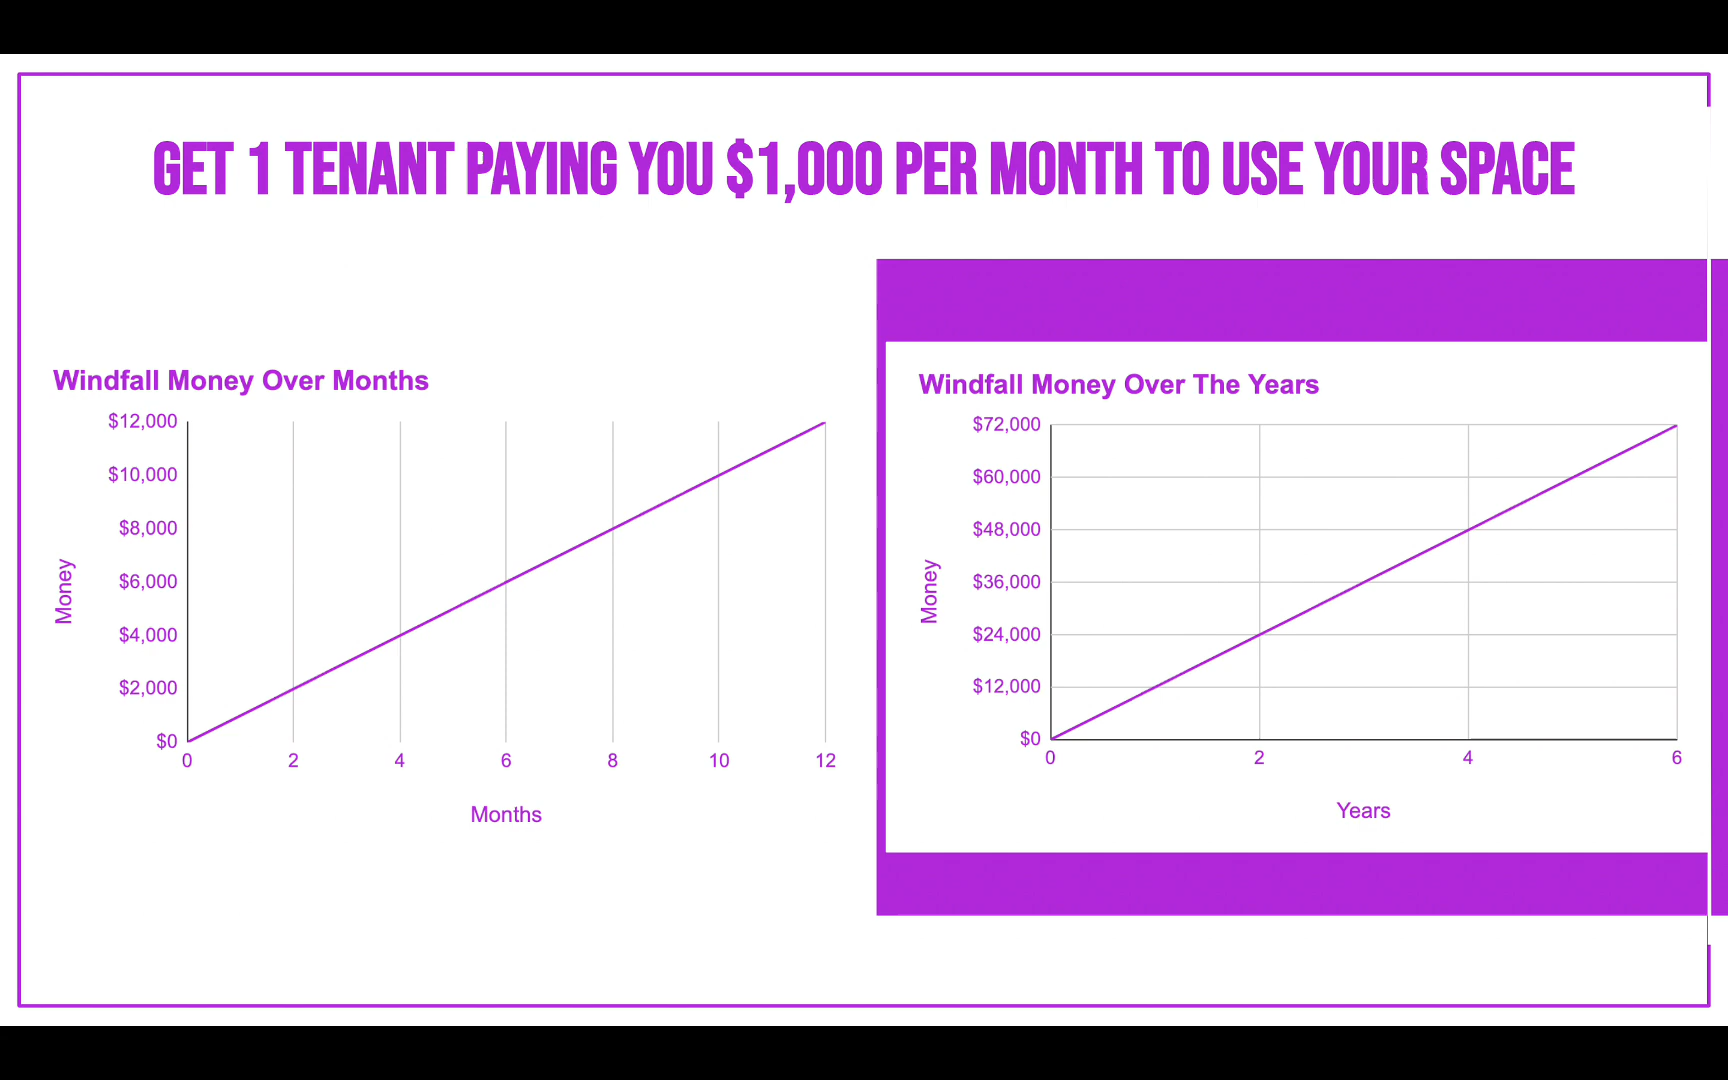 GET 1 TENANT PAYING YOU $1,000 PER MONTH TO USE YOUR SPACE
Windfall Money Over Months
$12,000
$10,000
$8,000
$6,000
$4,000
$2,000
$0
Money
0 2 4 6 8 10 12
Months
Windfall Money Over The Years
$72,000
$60,000
$48,000
$36,000
$24,000
$12,000
$0
Money
0 2 4 6
Years